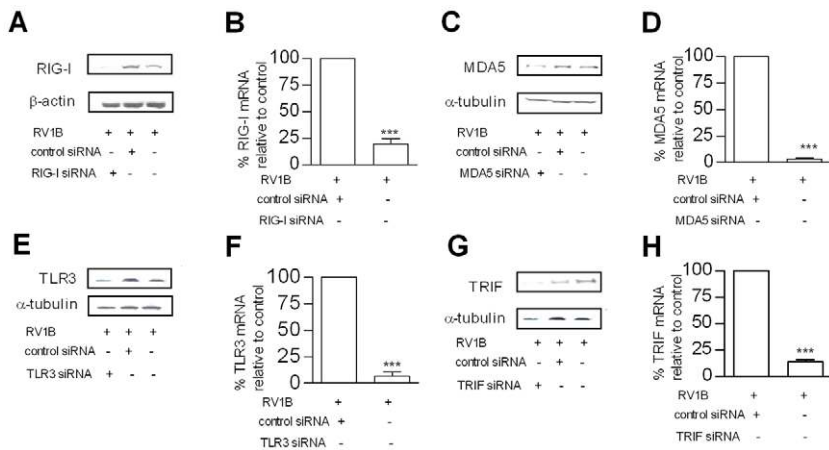 A
RIG-I
β-actin
RV1B + + +
control siRNA - + -
RIG-I siRNA + - -
B
% RIG-I mRNA
relative to control
100
75
50
25
0
***
RV1B + +
control siRNA + -
RIG-I siRNA - -
C
MDA5
α-tubulin
RV1B + + +
control siRNA - + -
MDA5 siRNA + - -
D
% MDA5 mRNA
relative to control
100
75
50
25
0
***
RV1B + +
control siRNA + -
MDA5 siRNA - -
E
TLR3
α-tubulin
RV1B + + +
control siRNA - + -
TLR3 siRNA + - -
F
% TLR3 mRNA
relative to control
100
75
50
25
0
***
RV1B + +
control siRNA + -
TLR3 siRNA - -
G
TRIF
α-tubulin
RV1B + + +
control siRNA - + -
TRIF siRNA + - -
H
% TRIF mRNA
relative to control
100
75
50
25
0
***
RV1B + +
control siRNA + -
TRIF siRNA - -